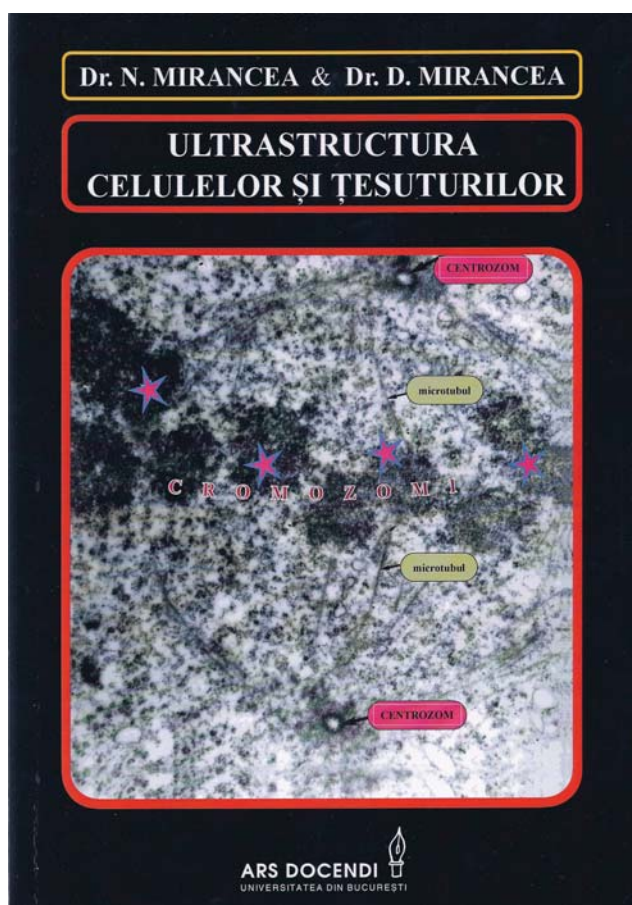 Dr. N. MIRANCEA & Dr. D. MIRANCEA
ULTRASTRUCTURA
CELULELOR ȘI ȚESUTURILOR
CENTROZOM
microtubul
CROMOZOMI
microtubul
CENTROZOM
ARS DOCENDI
UNIVERSITATEA DIN BUCUREȘTI